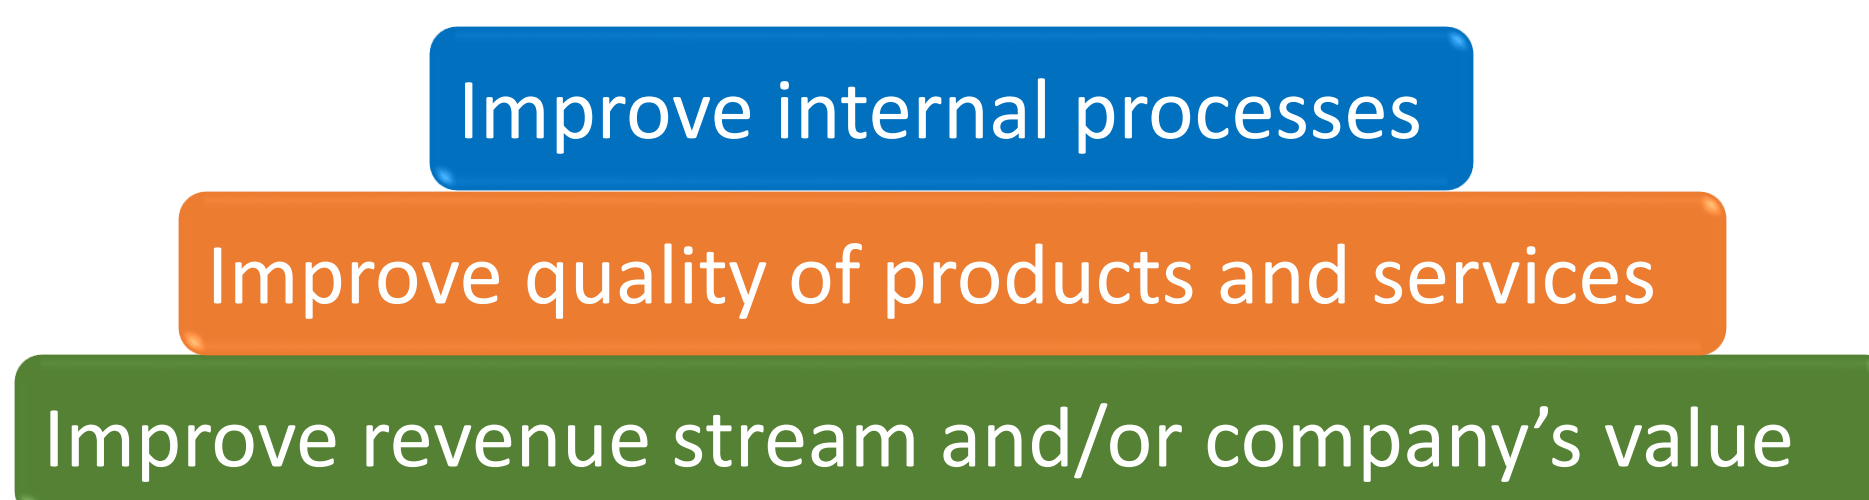 Improve internal processes
Improve quality of products and services
Improve revenue stream and/or company’s value